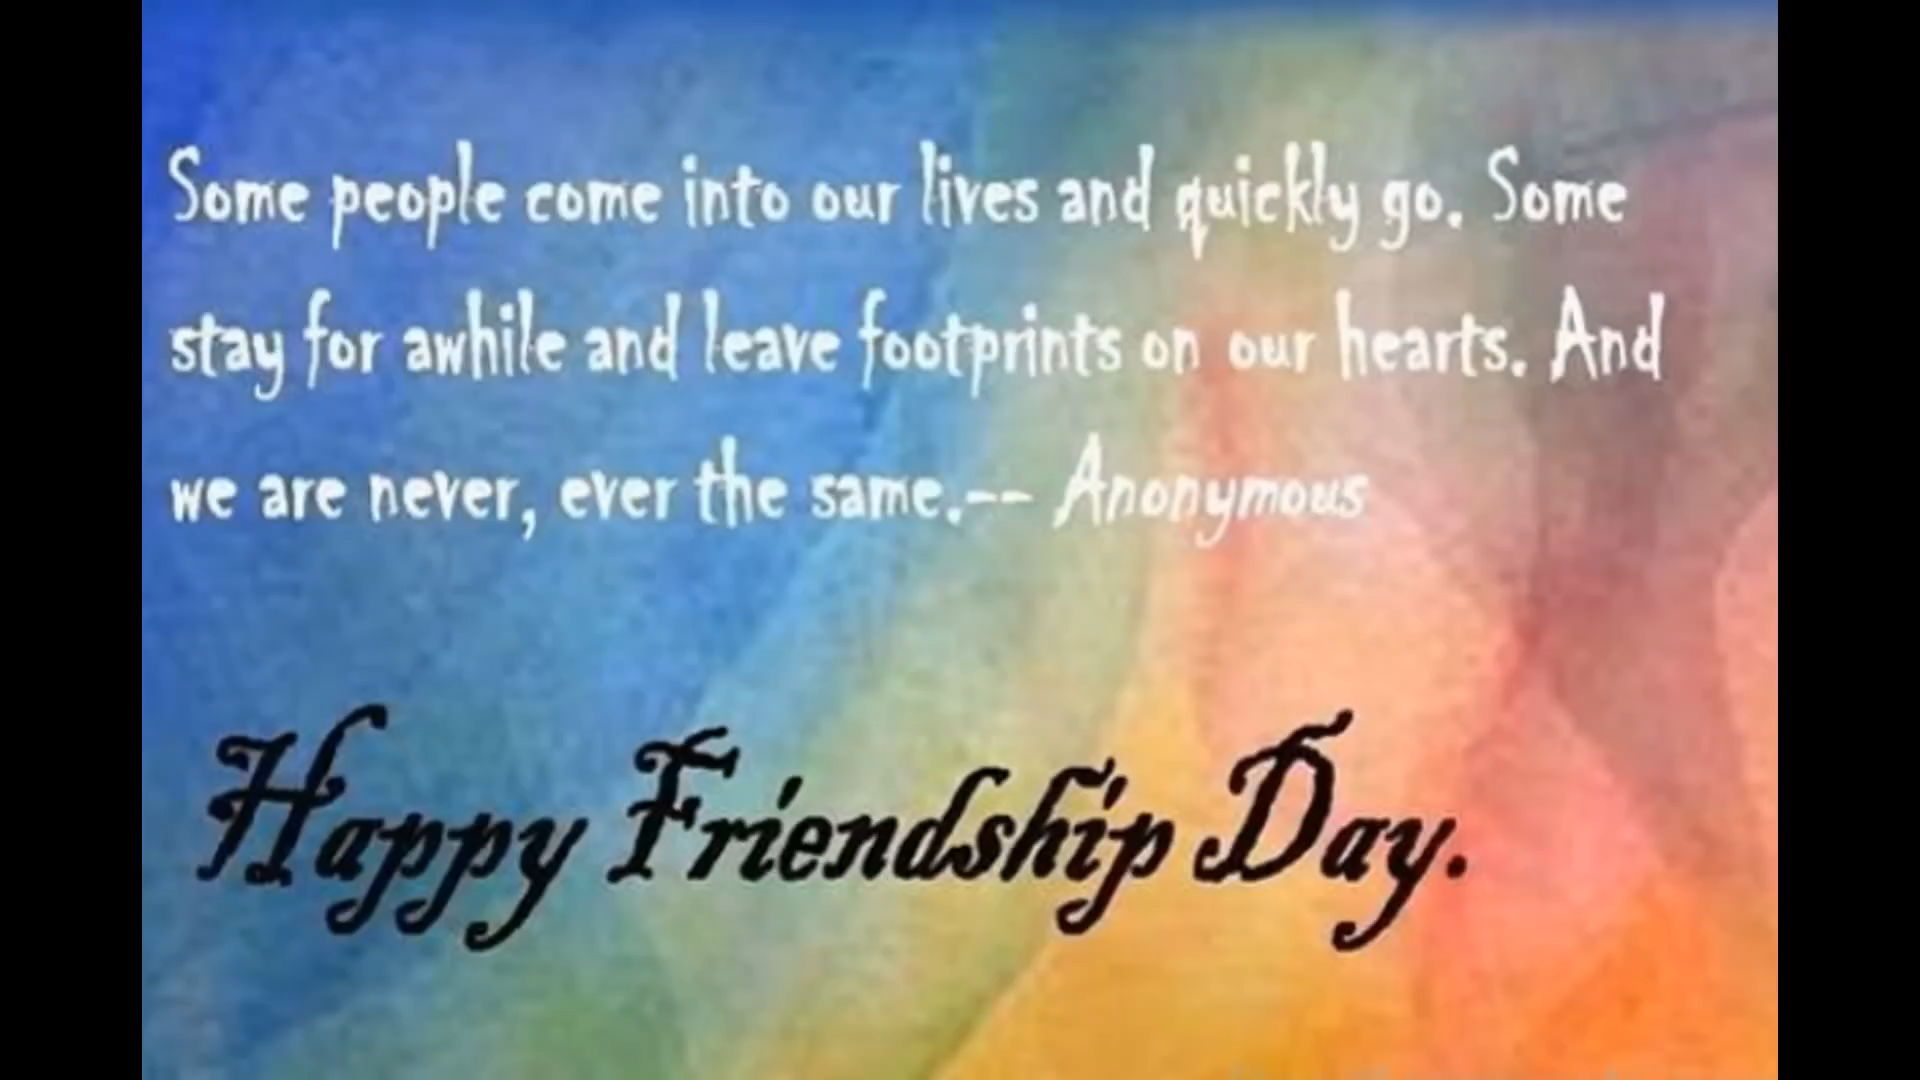 Some people come into our lives and quickly go. Some
stay for awhile and leave footprints on our hearts. And
we are never, ever the same.-- Anonymous
Happy Friendship Day.